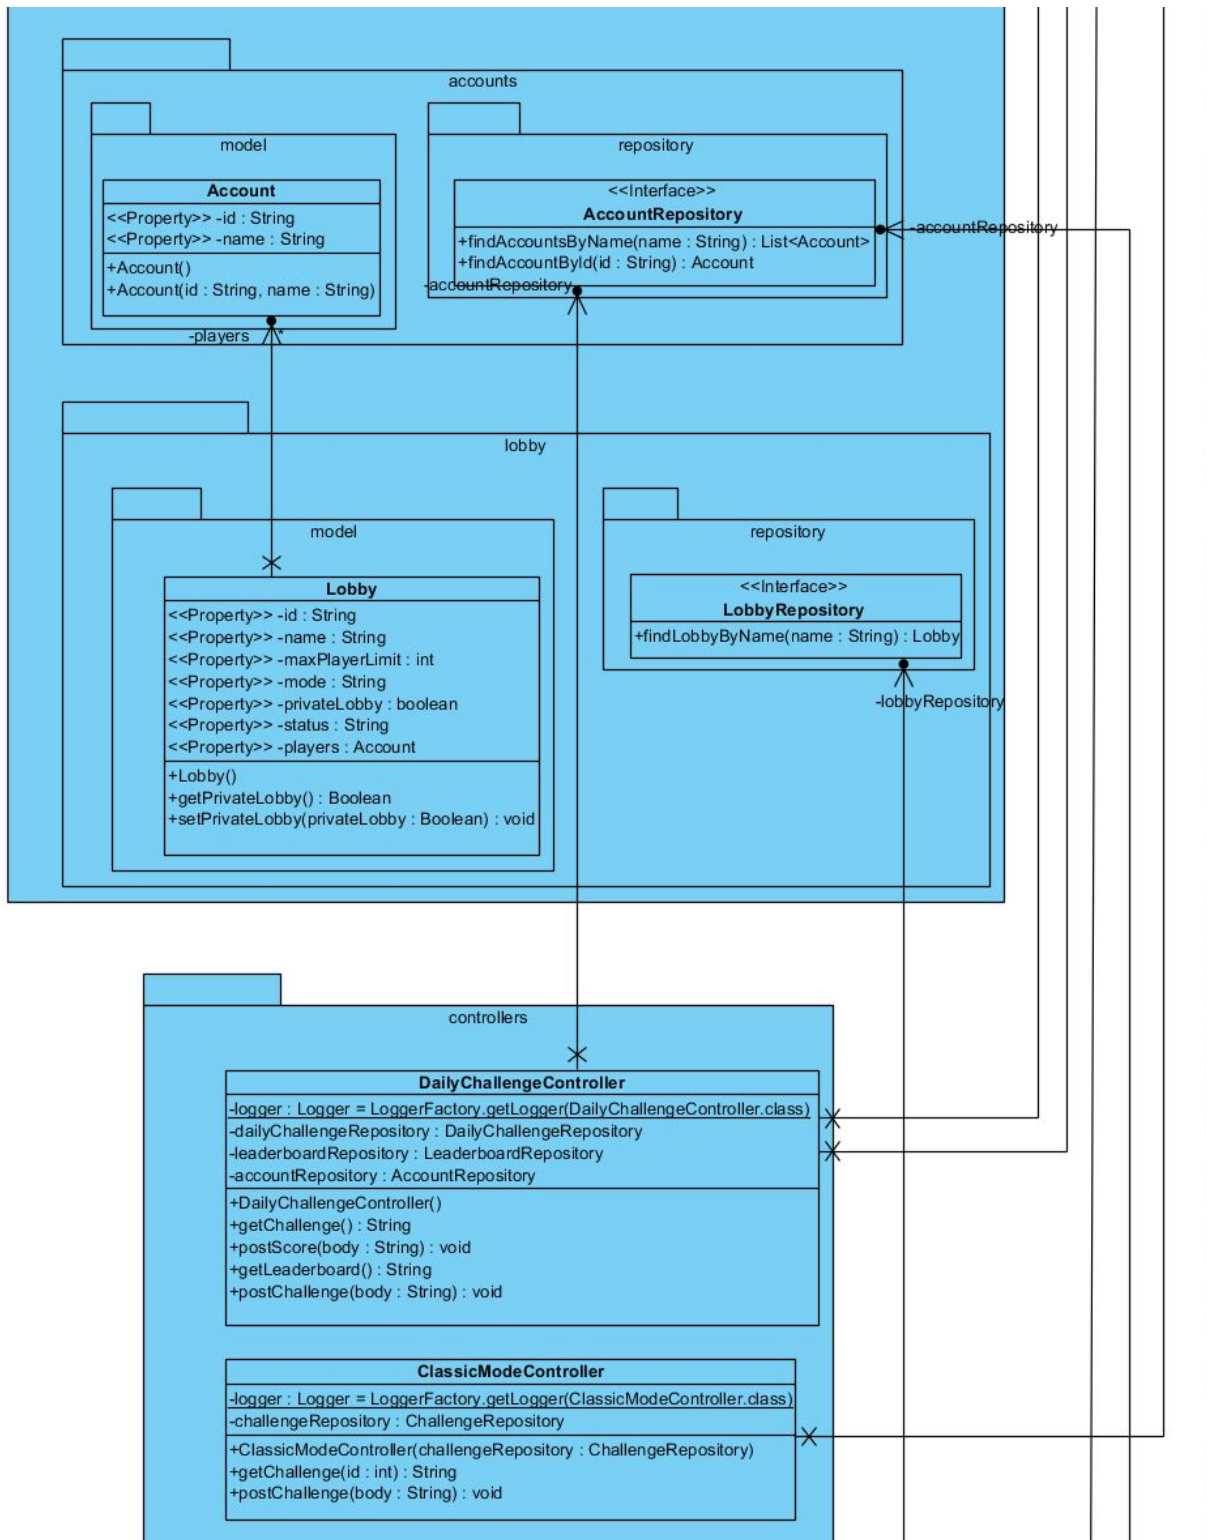 accounts
model
Account
<<Property>> -id : String
<<Property>> -name : String
+Account()
+Account(id : String, name : String)
-players
*
repository
<<Interface>>
AccountRepository
+findAccountsByName(name : String) : List<Account>
+findAccountById(id : String) : Account
-accountRepository
-accountRepository
lobby
model
Lobby
<<Property>> -id : String
<<Property>> -name : String
<<Property>> -maxPlayerLimit : int
<<Property>> -mode : String
<<Property>> -privateLobby : boolean
<<Property>> -status : String
<<Property>> -players : Account
+Lobby()
+getPrivateLobby() : Boolean
+setPrivateLobby(privateLobby : Boolean) : void
repository
<<Interface>>
LobbyRepository
+findLobbyByName(name : String) : Lobby
-lobbyRepository
controllers
DailyChallengeController
-logger : Logger = LoggerFactory.getLogger(DailyChallengeController.class)
-dailyChallengeRepository : DailyChallengeRepository
-leaderboardRepository : LeaderboardRepository
-accountRepository : AccountRepository
+DailyChallengeController()
+getChallenge() : String
+postScore(body : String) : void
+getLeaderboard() : String
+postChallenge(body : String) : void
ClassicModeController
-logger : Logger = LoggerFactory.getLogger(ClassicModeController.class)
-challengeRepository : ChallengeRepository
+ClassicModeController(challengeRepository : ChallengeRepository)
+getChallenge(id : int) : String
+postChallenge(body : String) : void